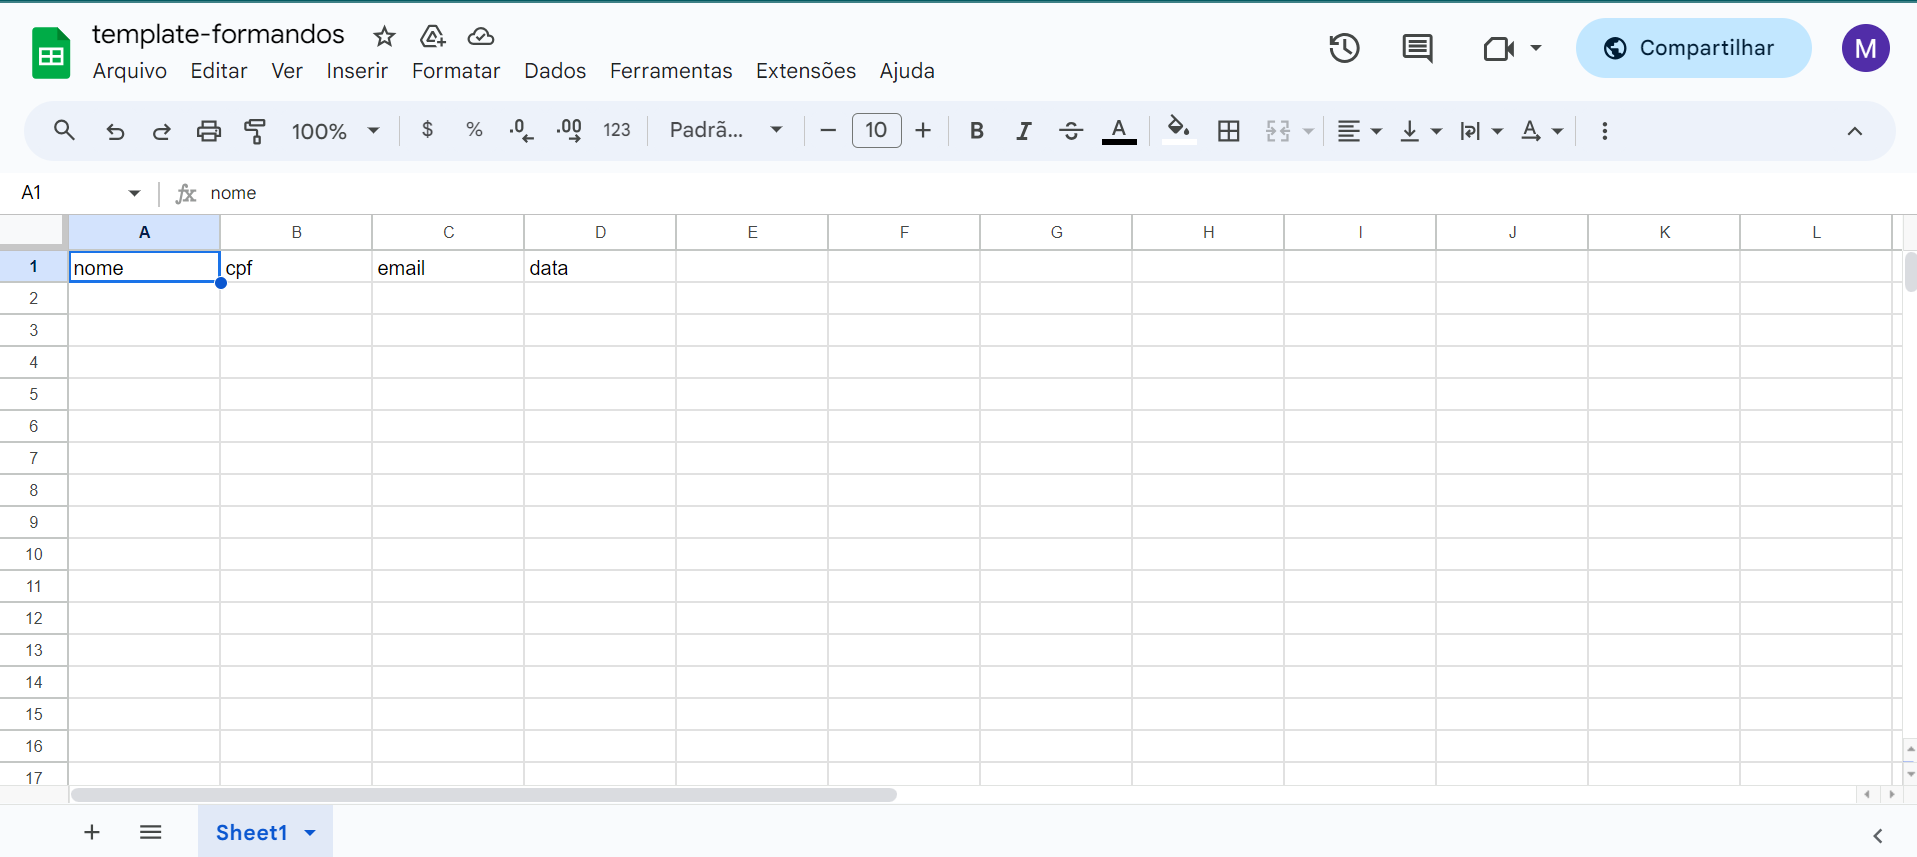 template-formandos
Arquivo Editar Ver Inserir Formatar Dados Ferramentas Extensões Ajuda
Compartilhar
M
100% $ % .0 .00 123 Padrã... 10 B I S A A
A1 fx nome
A B C D E F G H I J K L
1 nome cpf email data
2
3
4
5
6
7
8
9
10
11
12
13
14
15
16
17
Sheet1